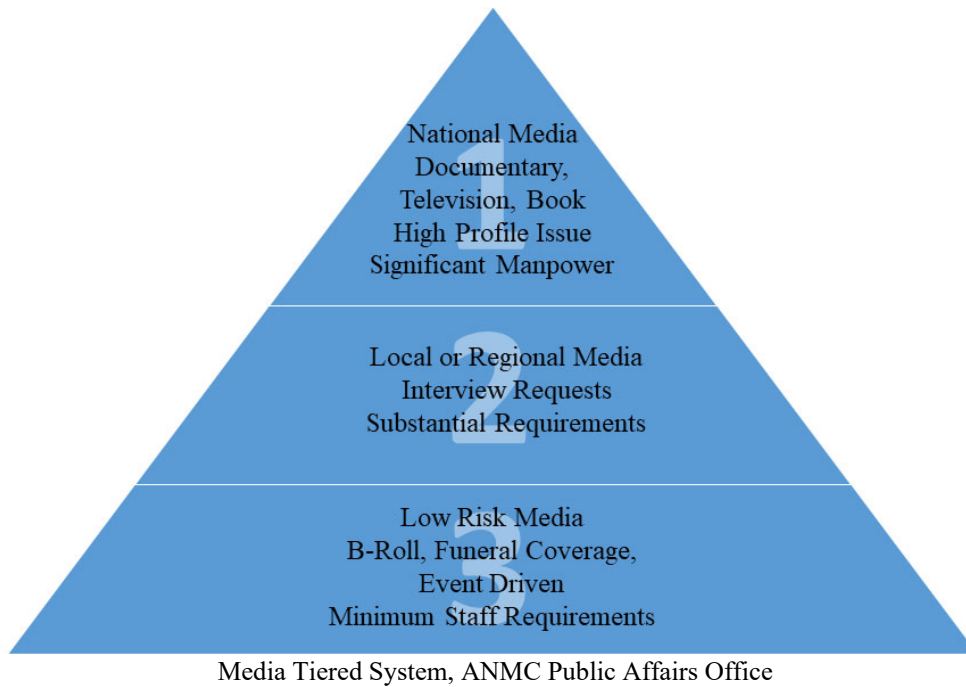 1
National Media
Documentary,
Television, Book
High Profile Issue
Significant Manpower
2
Local or Regional Media
Interview Requests
Substantial Requirements
3
Low Risk Media
B-Roll, Funeral Coverage,
Event Driven
Minimum Staff Requirements
Media Tiered System, ANMC Public Affairs Office